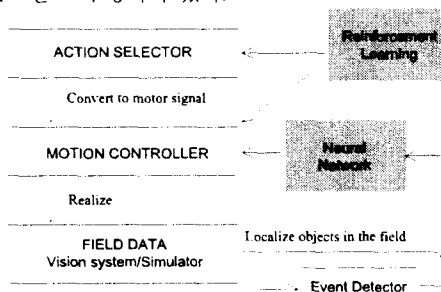 ACTION SELECTOR
Reinforcement
Learning
Convert to motor signal
MOTION CONTROLLER
Neural
Network
Realize
FIELD DATA
Vision system/Simulator
Localize objects in the field
Event Detector